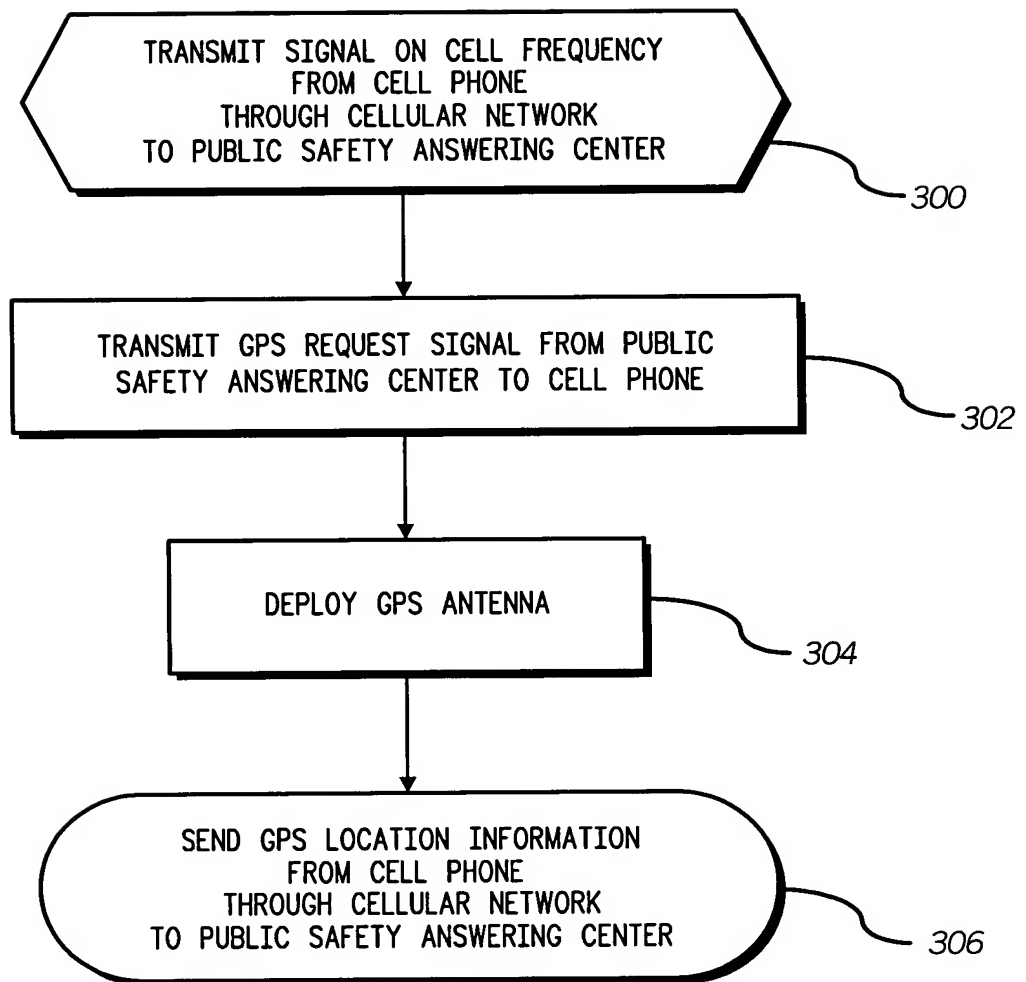 TRANSMIT SIGNAL ON CELL FREQUENCY
FROM CELL PHONE
THROUGH CELLULAR NETWORK
TO PUBLIC SAFETY ANSWERING CENTER
300
TRANSMIT GPS REQUEST SIGNAL FROM PUBLIC
SAFETY ANSWERING CENTER TO CELL PHONE
302
DEPLOY GPS ANTENNA
304
SEND GPS LOCATION INFORMATION
FROM CELL PHONE
THROUGH CELLULAR NETWORK
TO PUBLIC SAFETY ANSWERING CENTER
306